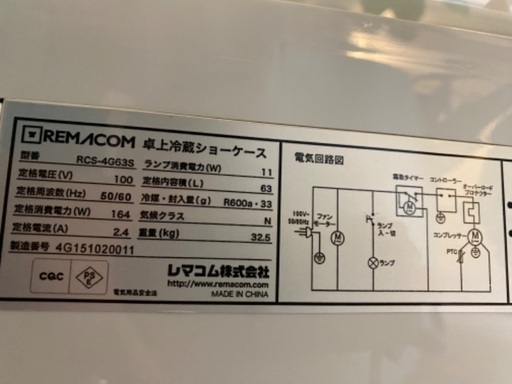 REMACOM 卓上冷蔵ショーケース
型番 RCS-4G63S
定格電圧(V) 100
定格周波数(Hz) 50/60
定格消費電力(W) 164
定格電流(A) 2.4
製造番号 4G151020011
ランプ消費電力(W) 11
定格内容積(L) 63
冷媒・封入量(g) R600a・33
気候クラス N
重量(kg) 32.5
CQC
PS
E
電気用品安全法
レマコム株式会社
http://www.remacom.com
MADE IN CHINA
電気回路図
霜取タイマー
コントローラー
オーバーロード
プロテクター
100V~
50/60Hz
ファン
モーター
ランプ
入-切
コンプレッサー
PTC
ランプ
M
M
M